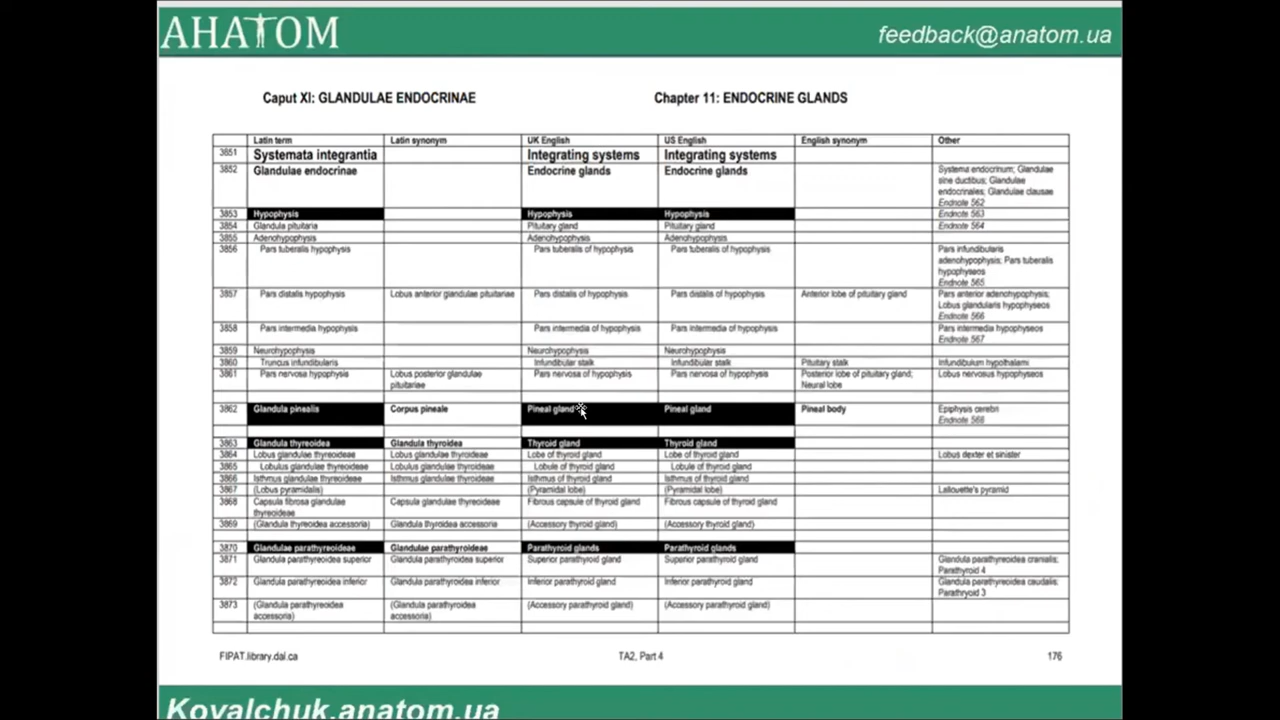 АНАТОМ
feedback@anatom.ua
Caput XI: GLANDULAE ENDOCRINAE Chapter 11: ENDOCRINE GLANDS
Latin term Latin synonym UK English US English English synonym Other
3851 Systemata integrantia Integrating systems Integrating systems
3852 Glandulae endocrinae Endocrine glands Endocrine glands Systema endocrinum; Glandulae
sine ductibus; Glandulae
endocrinales; Glandulae clausae
Endnote 562
3853 Hypophysis Hypophysis Hypophysis Endnote 563
3854 Glandula pituitaria Pituitary gland Pituitary gland Endnote 564
3855 Adenohypophysis Adenohypophysis Adenohypophysis
3856 Pars tuberalis hypophysis Pars tuberalis of hypophysis Pars tuberalis of hypophysis Pars infundibularis
adenohypophysis; Pars tuberalis
hypophyseos
Endnote 565
3857 Pars distalis hypophysis Lobus anterior glandulae pituitariae Pars distalis of hypophysis Pars distalis of hypophysis Anterior lobe of pituitary gland Pars anterior adenohypophysis;
Lobus glandularis hypophyseos
Endnote 566
3858 Pars intermedia hypophysis Pars intermedia of hypophysis Pars intermedia of hypophysis Pars intermedia hypophyseos
Endnote 567
3859 Neurohypophysis Neurohypophysis Neurohypophysis
3860 Truncus infundibularis Infundibular stalk Infundibular stalk Pituitary stalk Infundibulum hypothalami
3861 Pars nervosa hypophysis Lobus posterior glandulae Pars nervosa of hypophysis Pars nervosa of hypophysis Posterior lobe of pituitary gland; Lobus nervosus hypophyseos
pituitariae Neural lobe
3862 Glandula pinealis Corpus pineale Pineal gland Pineal gland Pineal body Epiphysis cerebri
Endnote 568
3863 Glandula thyreoidea Glandula thyroidea Thyroid gland Thyroid gland
3864 Lobus glandulae thyreoideae Lobus glandulae thyroideae Lobe of thyroid gland Lobe of thyroid gland Lobus dexter et sinister
3865 Lobulus glandulae thyreoideae Lobulus glandulae thyroideae Lobule of thyroid gland Lobule of thyroid gland
3866 Isthmus glandulae thyreoideae Isthmus glandulae thyroideae Isthmus of thyroid gland Isthmus of thyroid gland
3867 (Lobus pyramidalis) (Pyramidal lobe) (Pyramidal lobe) Lallouette's pyramid
3868 Capsula fibrosa glandulae Capsula glandulae thyreoideae Fibrous capsule of thyroid gland Fibrous capsule of thyroid gland
thyreoideae
3869 (Glandula thyreoidea accessoria) Glandula thyroidea accessoria (Accessory thyroid gland) (Accessory thyroid gland)
3870 Glandulae parathyreoideae Glandulae parathyroideae Parathyroid glands Parathyroid glands
3871 Glandula parathyreoidea superior Glandula parathyroidea superior Superior parathyroid gland Superior parathyroid gland Glandula parathyreoidea cranialis;
Parathyroid 4
3872 Glandula parathyreoidea inferior Glandula parathyroidea inferior Inferior parathyroid gland Inferior parathyroid gland Glandula parathyreoidea caudalis;
Parathryoid 3
3873 (Glandula parathyreoidea (Glandula parathyroidea (Accessory parathyroid gland) (Accessory parathyroid gland)
accessoria) accessoria)
FIPAT.library.dal.ca TA2, Part 4 176
Kovalchuk.anatom.ua